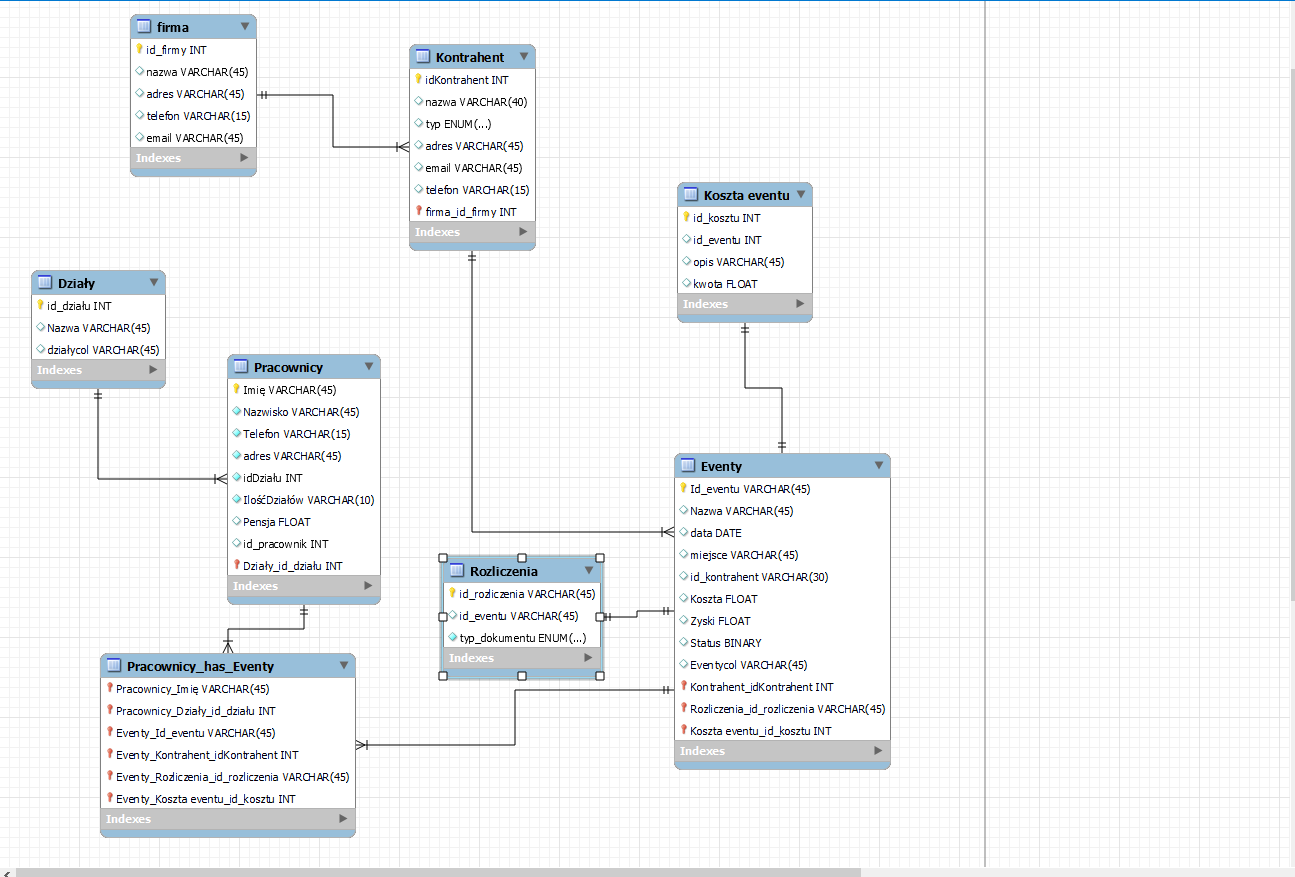 firma
id_firmy INT
nazwa VARCHAR(45)
adres VARCHAR(45)
telefon VARCHAR(15)
email VARCHAR(45)
Indexes
Kontrahent
idKontrahent INT
nazwa VARCHAR(40)
typ ENUM(...)
adres VARCHAR(45)
email VARCHAR(45)
telefon VARCHAR(15)
firma_id_firmy INT
Indexes
Koszta eventu
id_kosztu INT
id_eventu INT
opis VARCHAR(45)
kwota FLOAT
Indexes
Działy
id_działu INT
Nazwa VARCHAR(45)
działycol VARCHAR(45)
Indexes
Pracownicy
Imię VARCHAR(45)
Nazwisko VARCHAR(45)
Telefon VARCHAR(15)
adres VARCHAR(45)
idDziału INT
IlośćDziałów VARCHAR(10)
Pensja FLOAT
id_pracownik INT
Działy_id_działu INT
Indexes
Eventy
Id_eventu VARCHAR(45)
Nazwa VARCHAR(45)
data DATE
miejsce VARCHAR(45)
id_kontrahent VARCHAR(30)
Koszta FLOAT
Zyski FLOAT
Status BINARY
Eventycol VARCHAR(45)
Kontrahent_idKontrahent INT
Rozliczenia_id_rozliczenia VARCHAR(45)
Koszta eventu_id_kosztu INT
Indexes
Rozliczenia
id_rozliczenia VARCHAR(45)
id_eventu VARCHAR(45)
typ_dokumentu ENUM(...)
Indexes
Pracownicy_has_Eventy
Pracownicy_Imię VARCHAR(45)
Pracownicy_Działy_id_działu INT
Eventy_Id_eventu VARCHAR(45)
Eventy_Kontrahent_idKontrahent INT
Eventy_Rozliczenia_id_rozliczenia VARCHAR(45)
Eventy_Koszta eventu_id_kosztu INT
Indexes